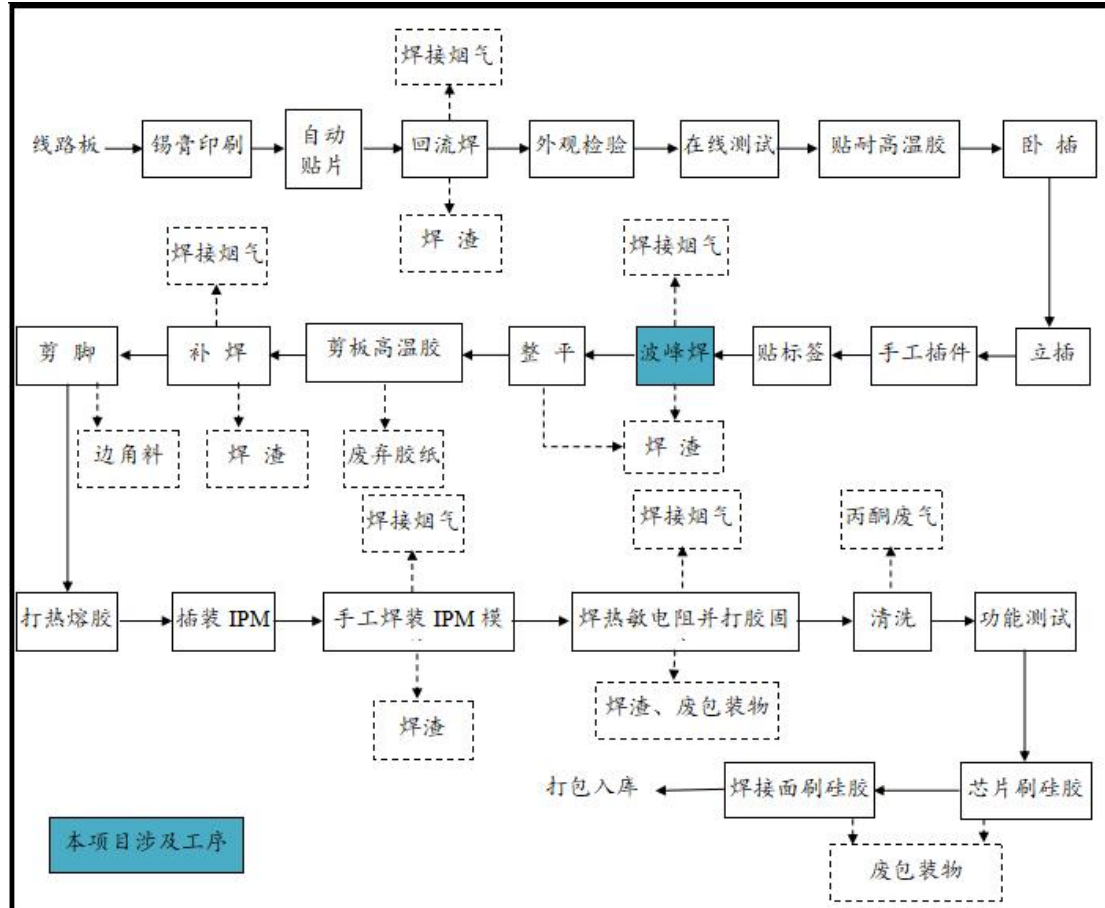 焊接烟气
线路板
锡膏印刷
自动
贴片
回流焊
外观检验
在线测试
贴耐高温胶
卧 插
焊 渣
焊接烟气
焊接烟气
剪 脚
补 焊
剪板高温胶
整 平
波峰焊
贴标签
手工插件
立插
边角料
焊 渣
废弃胶纸
焊 渣
焊接烟气
焊接烟气
丙酮废气
打热熔胶
插装 IPM
手工焊装 IPM 模
焊热敏电阻并打胶固
清洗
功能测试
焊渣
焊渣、废包装物
打包入库
焊接面刷硅胶
芯片刷硅胶
本项目涉及工序
废包装物